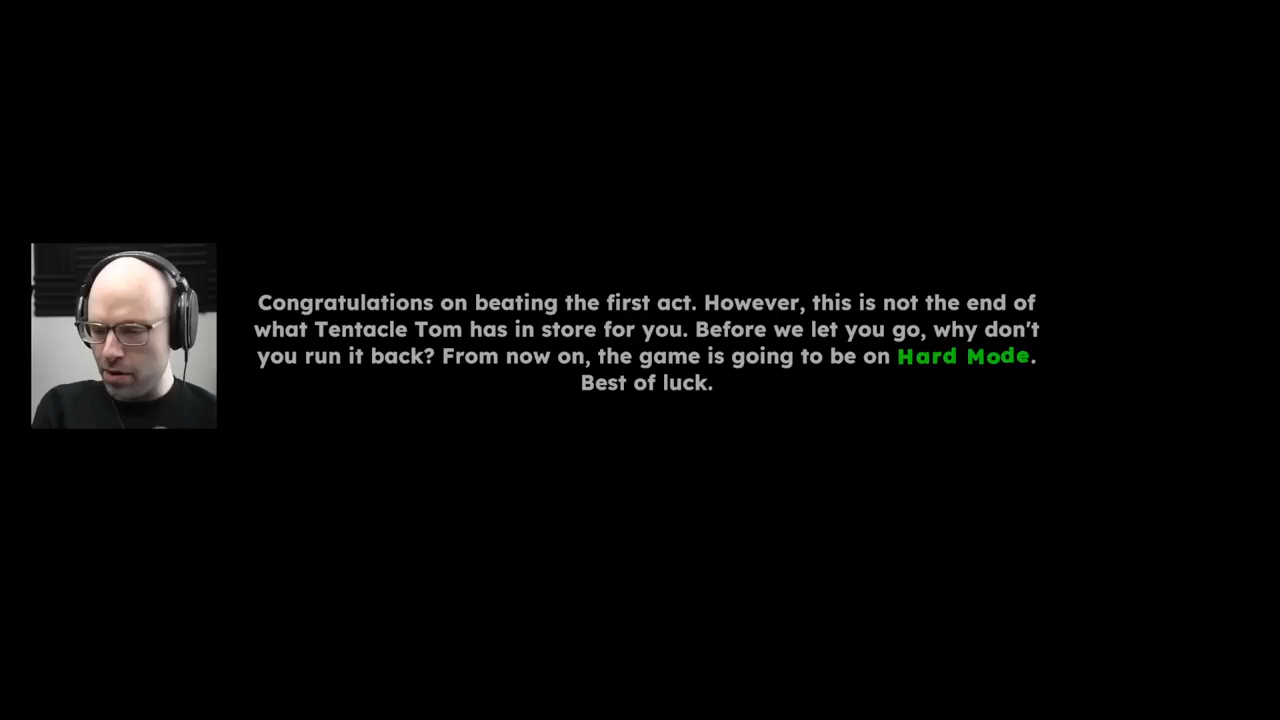 Congratulations on beating the first act. However, this is not the end of
what Tentacle Tom has in store for you. Before we let you go, why don't
you run it back? From now on, the game is going to be on Hard Mode.
Best of luck.